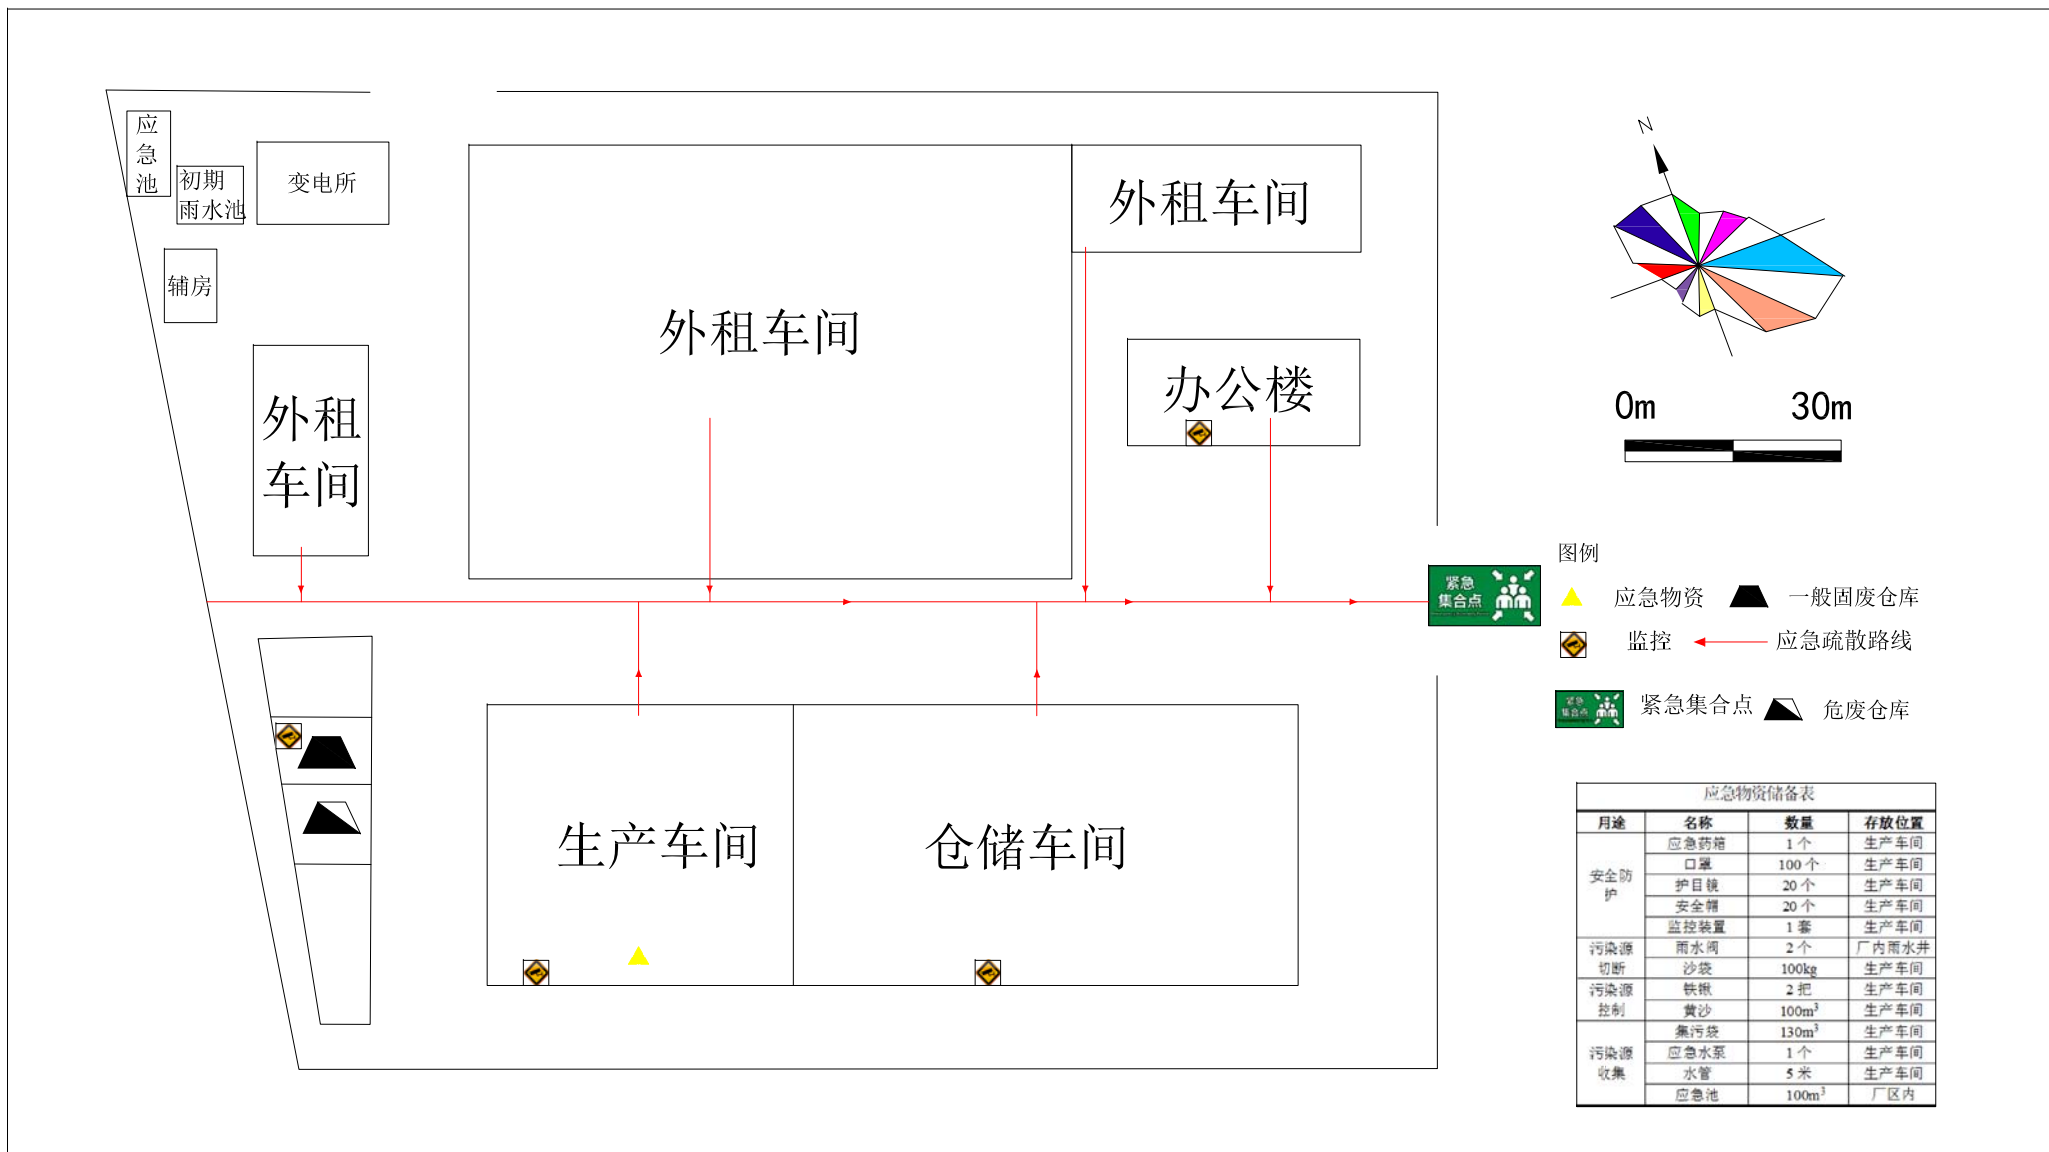 应
急
池
初期
雨水池
变电所
辅房
外租
车间
外租车间
外租车间
办公楼
生产车间
仓储车间
紧急
集合点
N
0m 30m
图例
应急物资 一般固废仓库
监控 应急疏散路线
紧急
集合点
紧急集合点 危废仓库
应急物资储备表
用途 名称 数量 存放位置
安全防护 应急药箱 1个 生产车间
口罩 100个 生产车间
护目镜 20个 生产车间
安全帽 20个 生产车间
监控装置 1套 生产车间
污染源切断 雨水阀 2个 厂内雨水井
沙袋 100kg 生产车间
污染源控制 铁锹 2把 生产车间
黄沙 100m³ 生产车间
污染源收集 集污袋 130m³ 生产车间
应急水泵 1个 生产车间
水管 5米 生产车间
应急池 100m³ 厂区内